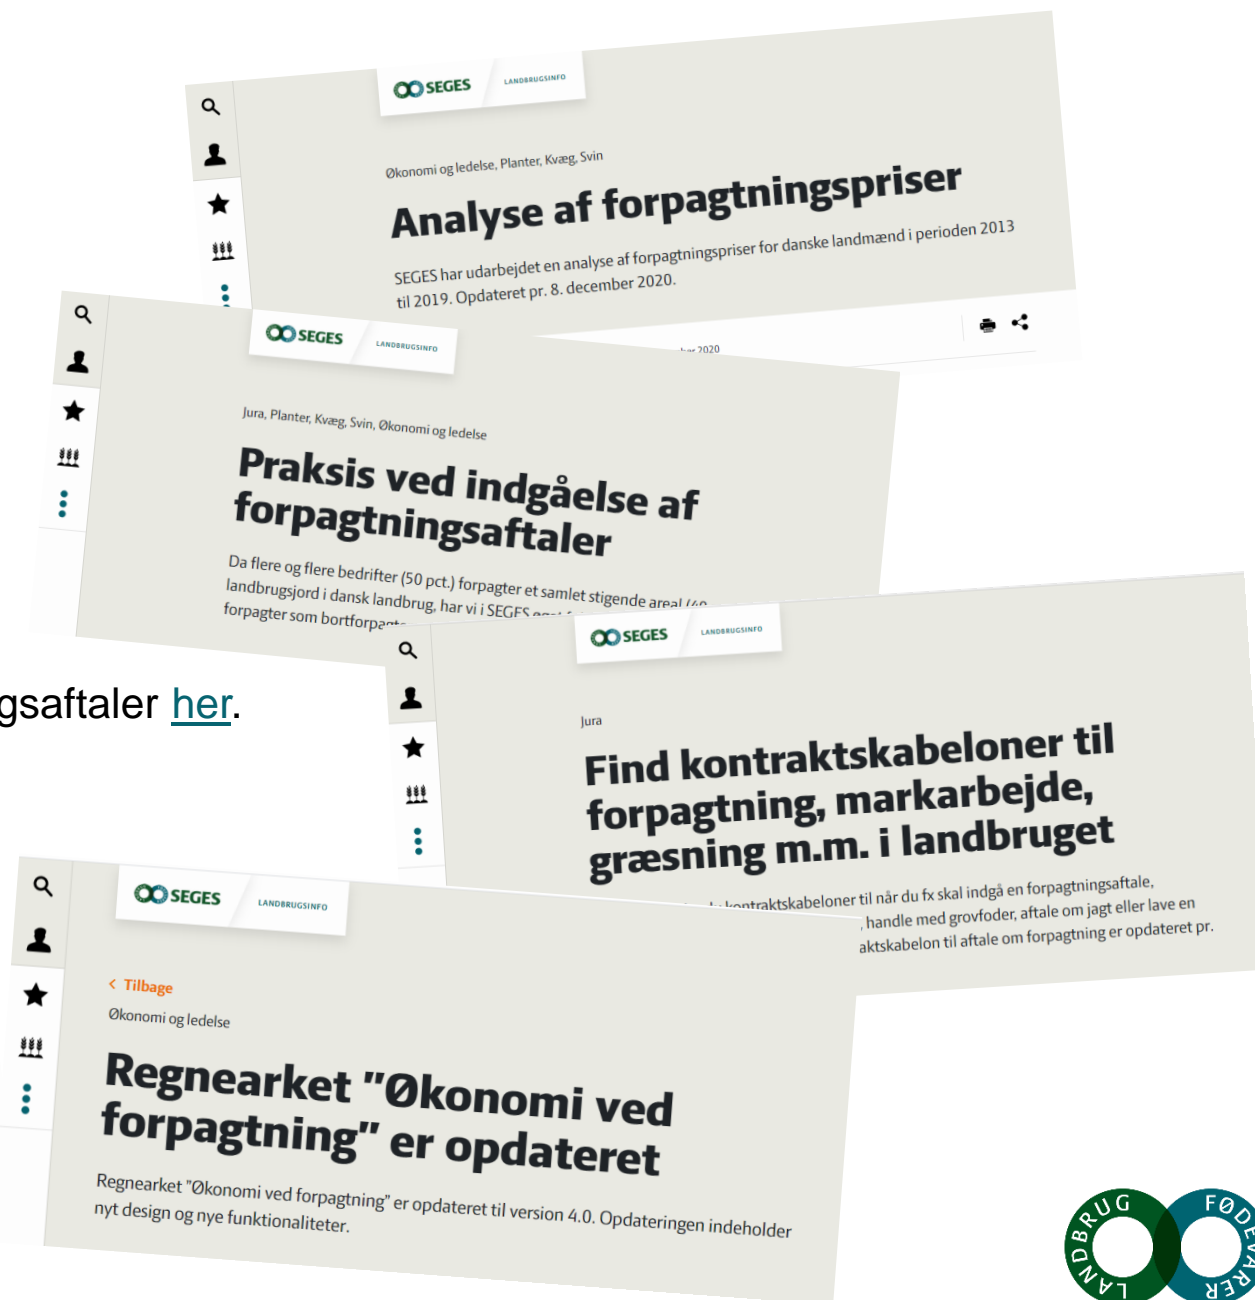 SEGES LANDBRUGSINFO
Økonomi og ledelse, Planter, Kvæg, Svin
Analyse af forpagtningspriser
SEGES har udarbejdet en analyse af forpagtningspriser for danske landmænd i perioden 2013
til 2019. Opdateret pr. 8. december 2020.
2020
SEGES LANDBRUGSINFO
Jura, Planter, Kvæg, Svin, Økonomi og ledelse
Praksis ved indgåelse af
forpagtningsaftaler
Da flere og flere bedrifter (50 pct.) forpagter et samlet stigende areal (40
landbrugsjord i dansk landbrug, har vi i SEGES
forpagter som
gsaftaler her.
SEGES LANDBRUGSINFO
Jura
Find kontraktskabeloner til
forpagtning, markarbejde,
græsning m.m. i landbruget
kontraktskabeloner til når du fx skal indgå en forpagtningsaftale,
, handle med grovfoder, aftale om jagt eller lave en
aktskabelon til aftale om forpagtning er opdateret pr.
SEGES LANDBRUGSINFO
< Tilbage
Økonomi og ledelse
Regnearket ”Økonomi ved
forpagtning” er opdateret
Regnearket ”Økonomi ved forpagtning” er opdateret til version 4.0. Opdateringen indeholder
nyt design og nye funktionaliteter.
LANDBRUG FØDEVARER